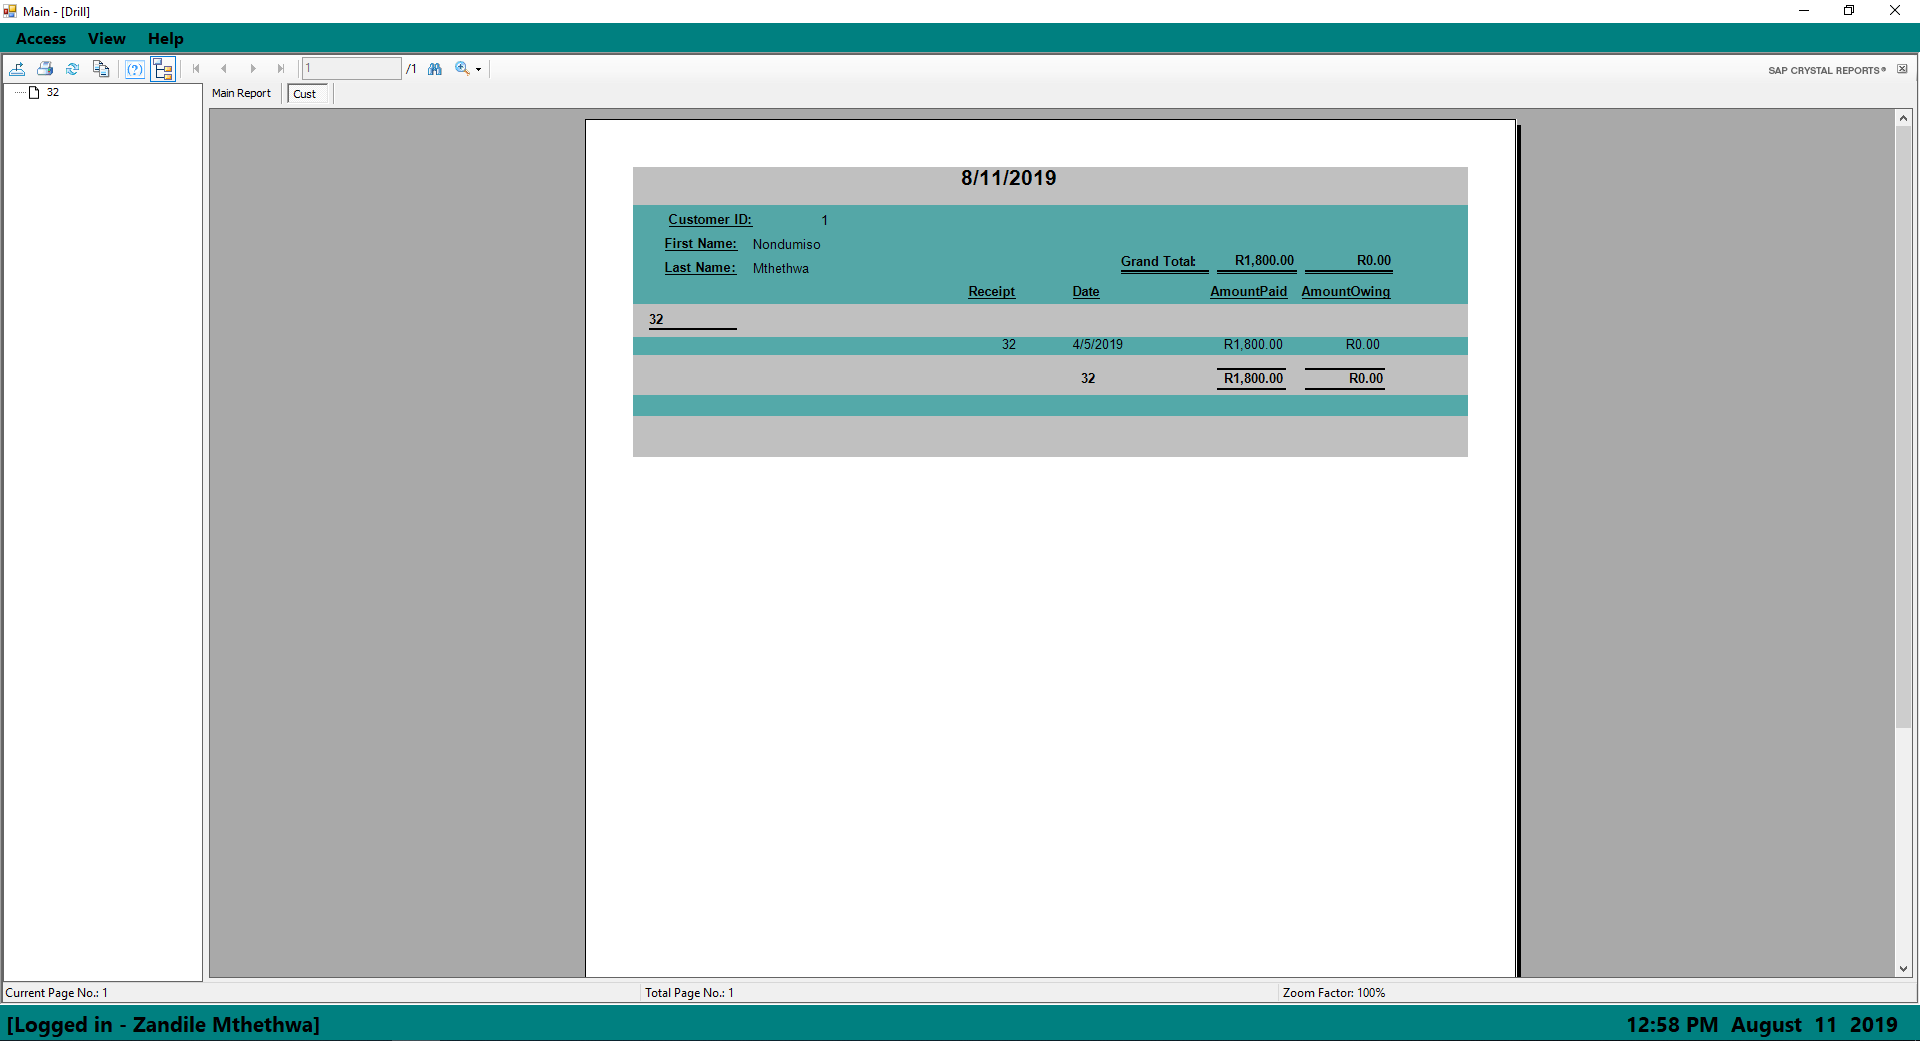 Main - [Drill]
Access View Help
1 /1 SAP CRYSTAL REPORTS®
32
Main Report Cust
8/11/2019
Customer ID: 1
First Name: Nondumiso
Last Name: Mthethwa
Grand Total: R1,800.00 R0.00
Receipt Date AmountPaid AmountOwing
32
32 4/5/2019 R1,800.00 R0.00
32 R1,800.00 R0.00
Current Page No.: 1 Total Page No.: 1 Zoom Factor: 100%
[Logged in - Zandile Mthethwa] 12:58 PM August 11 2019